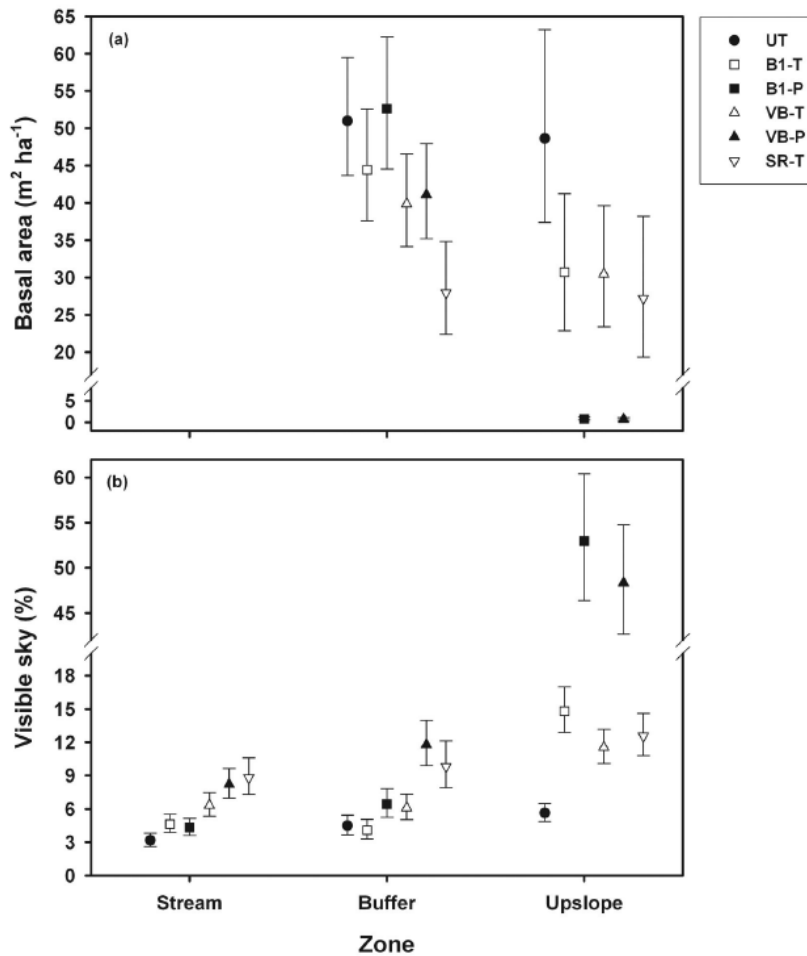 65
60
55
50
45
40
35
30
25
20
5
0
Basal area (m² ha⁻¹)
(a)
UT
B1-T
B1-P
VB-T
VB-P
SR-T
60
55
50
45
18
15
12
9
6
3
0
Visible sky (%)
(b)
Stream Buffer Upslope
Zone